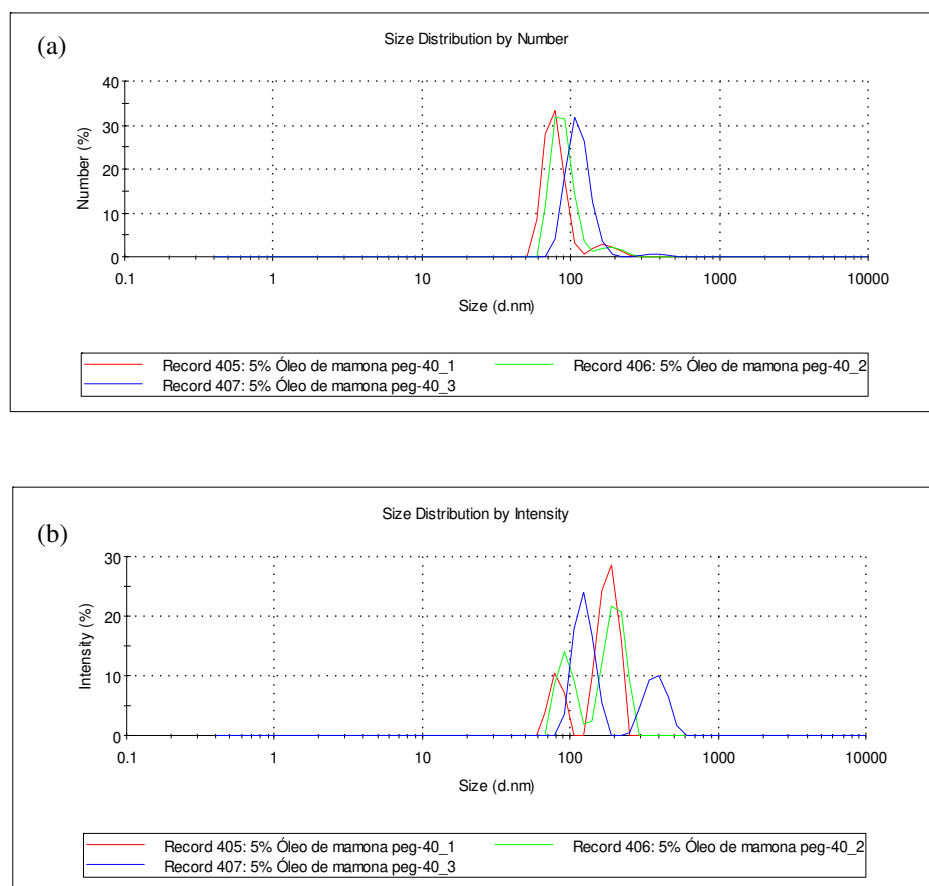 (a)
Size Distribution by Number
40
30
20
10
0
Number (%)
0.1 1 10 100 1000 10000
Size (d.nm)
Record 405: 5% Óleo de mamona peg-40_1 Record 406: 5% Óleo de mamona peg-40_2
Record 407: 5% Óleo de mamona peg-40_3
(b)
Size Distribution by Intensity
30
20
10
0
Intensity (%)
0.1 1 10 100 1000 10000
Size (d.nm)
Record 405: 5% Óleo de mamona peg-40_1 Record 406: 5% Óleo de mamona peg-40_2
Record 407: 5% Óleo de mamona peg-40_3